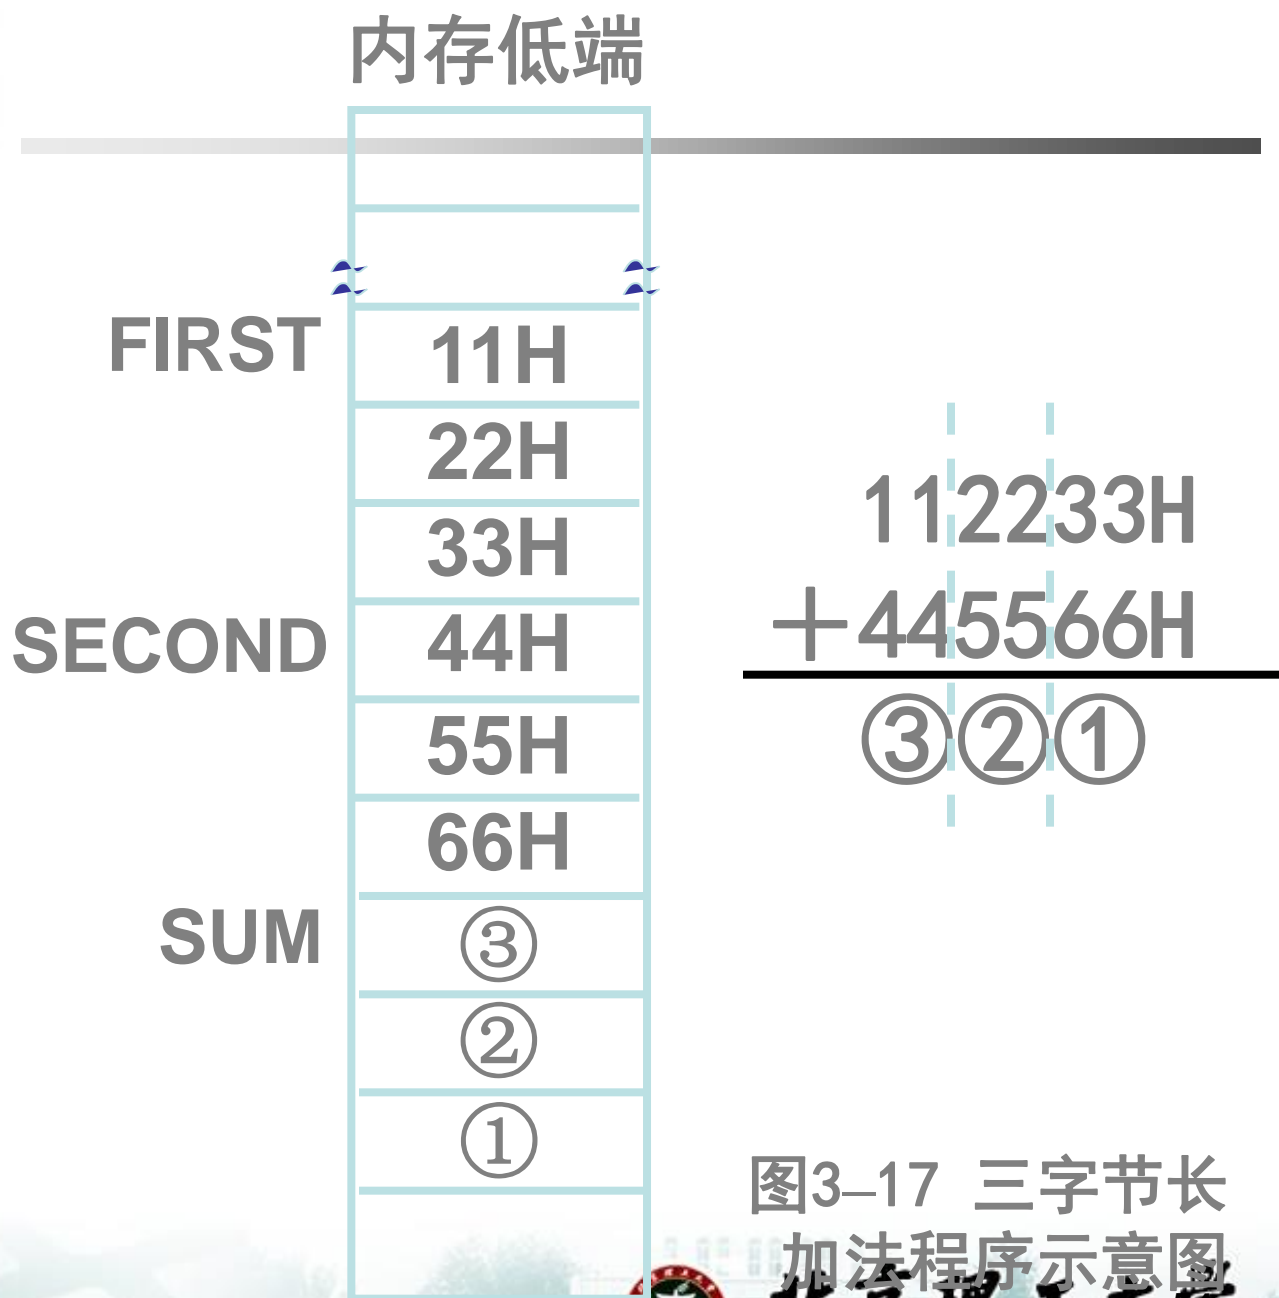 内存低端
FIRST
11H
22H
33H
SECOND
44H
55H
66H
SUM
③
②
①
112233H
+445566H
③②①
图3-17 三字节长
加法程序示意图